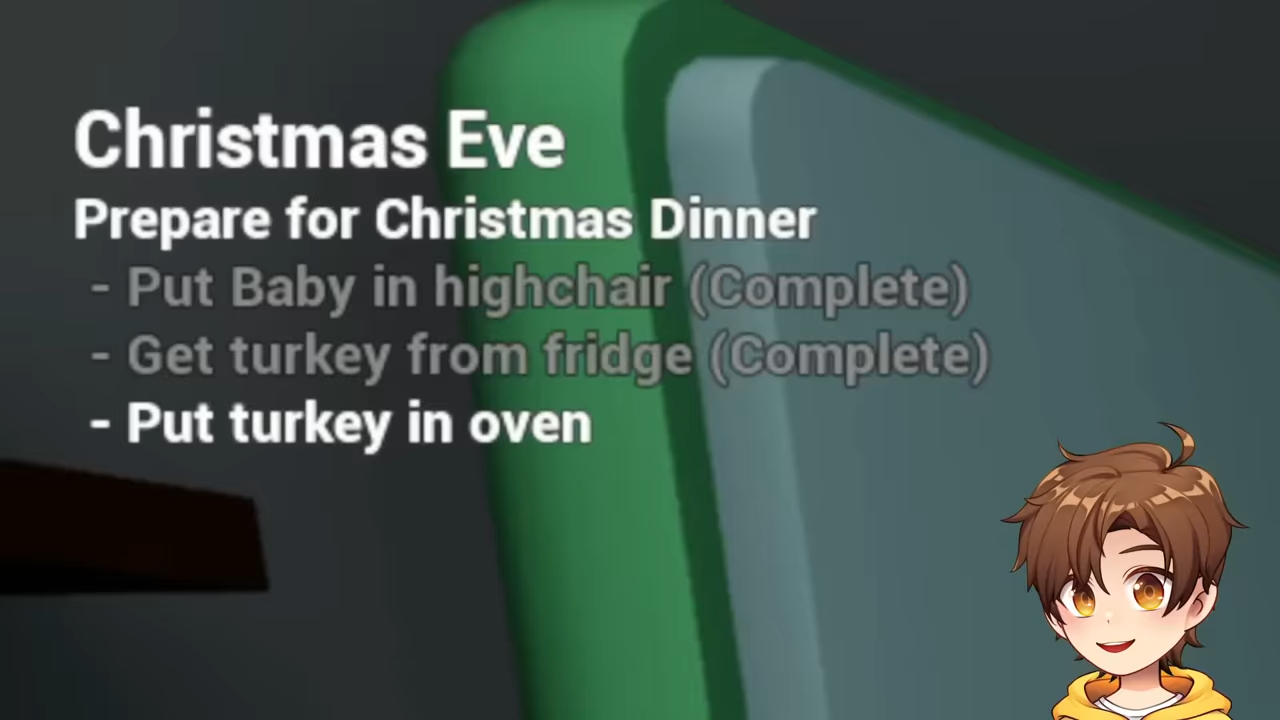 Christmas Eve
Prepare for Christmas Dinner
- Put Baby in highchair (Complete)
- Get turkey from fridge (Complete)
- Put turkey in oven